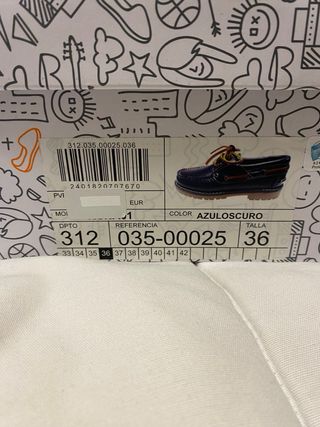 312.035.00025.036
2401820707670
PVI
EUR
MOI
COLOR AZULOSCURO
DPTO REFERENCIA TALLA
312 035-00025 36
33 34 35 36 37 38 39 40 41 42